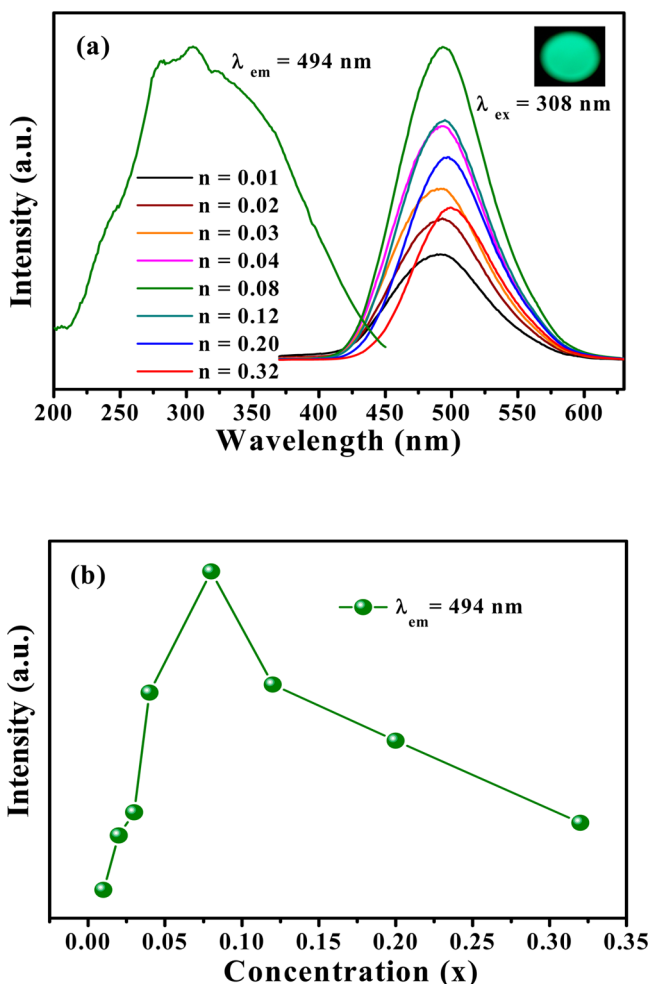 (a)
λ em = 494 nm
λ ex = 308 nm
n = 0.01
n = 0.02
n = 0.03
n = 0.04
n = 0.08
n = 0.12
n = 0.20
n = 0.32
Intensity (a.u.)
200 250 300 350 400 450 500 550 600
Wavelength (nm)
(b)
λ em = 494 nm
Intensity (a.u.)
0.00 0.05 0.10 0.15 0.20 0.25 0.30 0.35
Concentration (x)